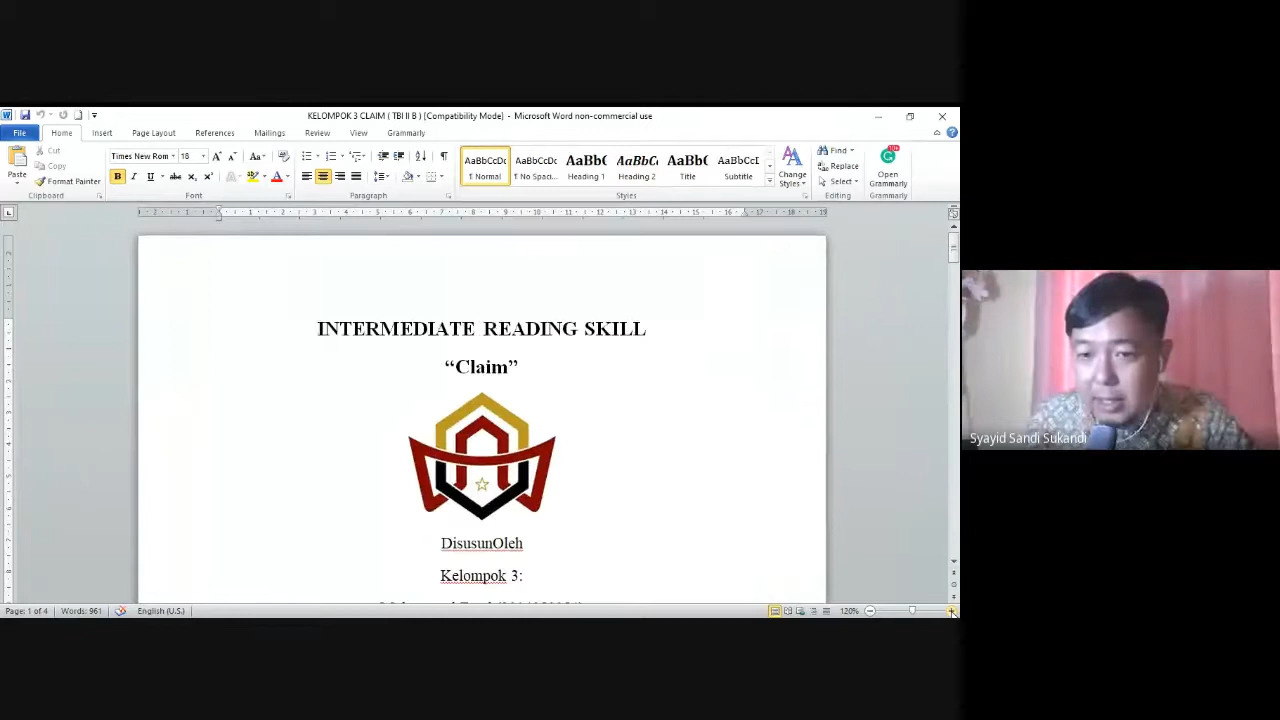 KELOMPOK 3 CLAIM ( TBI II B ) [Compatibility Mode] - Microsoft Word non-commercial use
File Home Insert Page Layout References Mailings Review View Grammarly
Cut
Copy
Format Painter
Paste
Clipboard
Times New Rom 18
Font
Paragraph
AaBbCcDc AaBbCcDc AaBbC AaBbCc AaBb( AaBbCcI
¶ Normal ¶ No Spaci... Heading 1 Heading 2 Title Subtitle
Styles
Change
Styles
Find
Replace
Select
Editing
Open
Grammarly
Grammarly
INTERMEDIATE READING SKILL
“Claim”
DisusunOleh
Kelompok 3:
Page: 1 of 4 Words: 961 English (U.S.) 120%
Syayid Sandi Sukandi